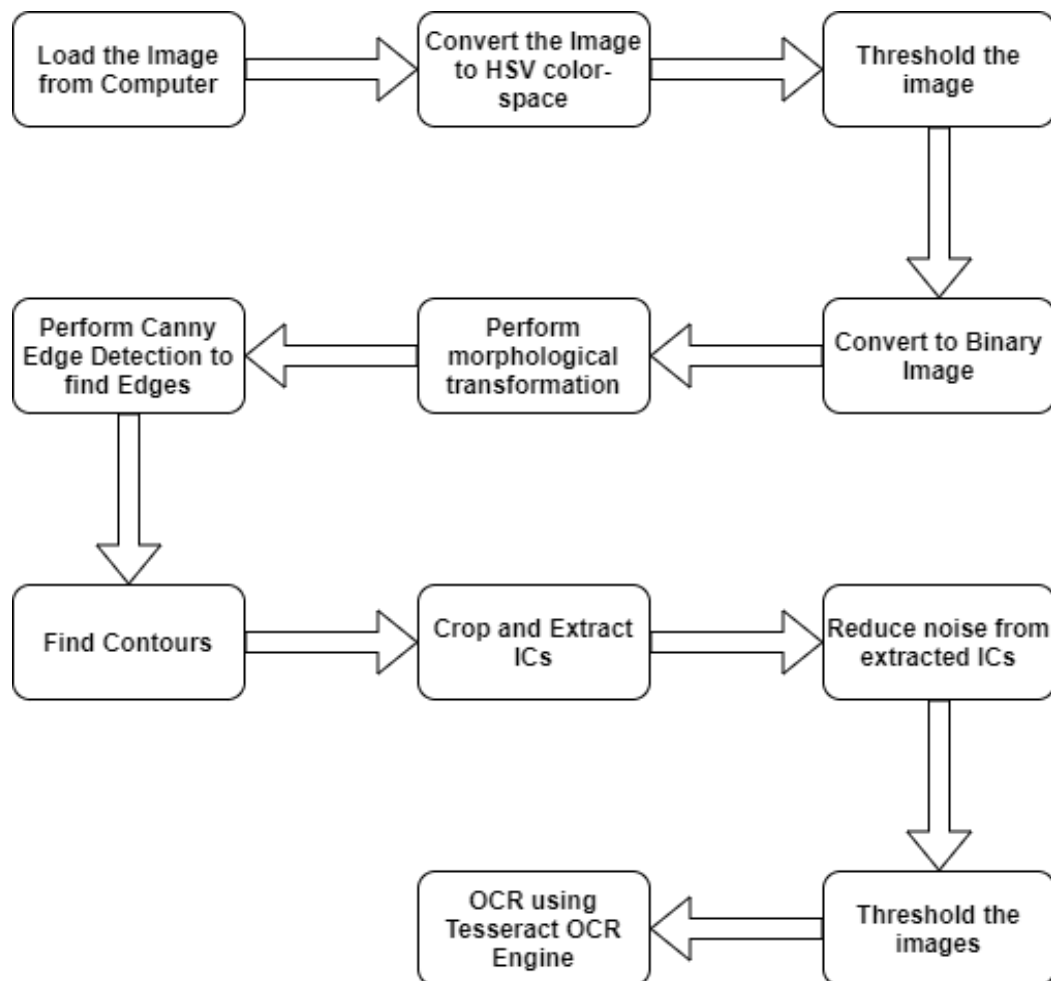 Load the Image
from Computer
Convert the Image
to HSV color-
space
Threshold the
image
Convert to Binary
Image
Perform
morphological
transformation
Perform Canny
Edge Detection to
find Edges
Find Contours
Crop and Extract
ICs
Reduce noise from
extracted ICs
Threshold the
images
OCR using
Tesseract OCR
Engine